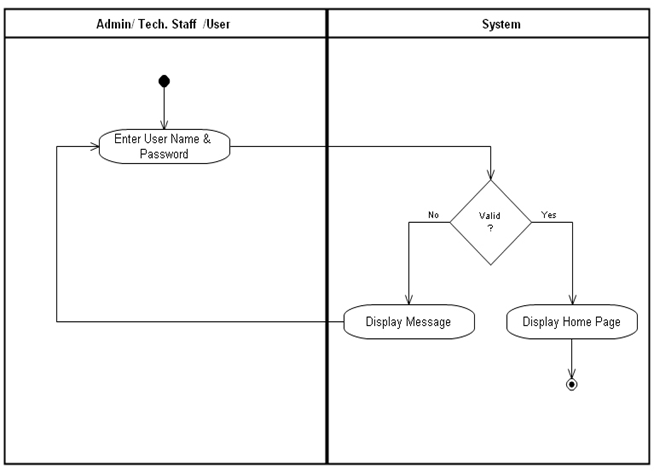 Admin/ Tech. Staff /User
System
Enter User Name &
Password
Valid
?
No
Yes
Display Message
Display Home Page